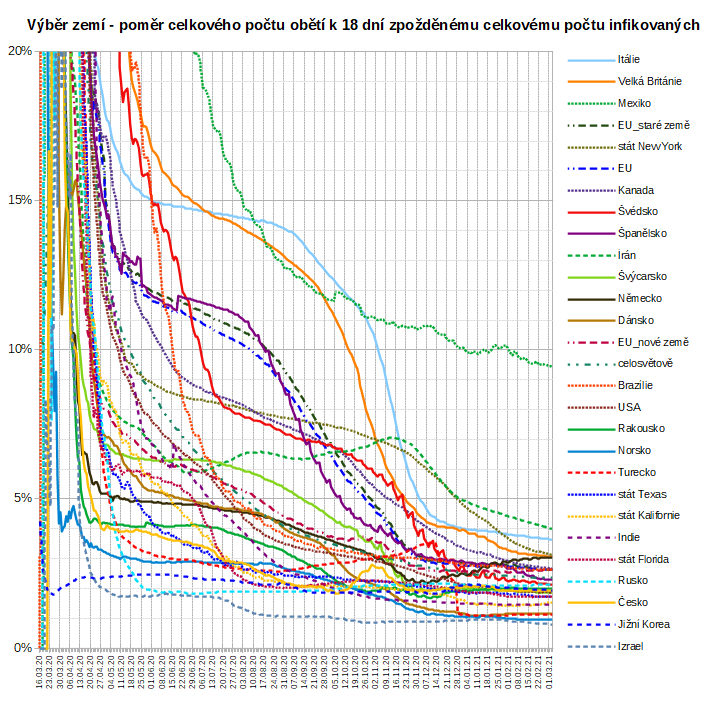 Výběr zemí - poměr celkového počtu obětí k 18 dní zpožděnému celkovému počtu infikovaných
20%
15%
10%
5%
0%
16.03.20
23.03.20
30.03.20
06.04.20
13.04.20
20.04.20
27.04.20
04.05.20
11.05.20
18.05.20
25.05.20
01.06.20
08.06.20
15.06.20
22.06.20
29.06.20
06.07.20
13.07.20
20.07.20
27.07.20
03.08.20
10.08.20
17.08.20
24.08.20
31.08.20
07.09.20
14.09.20
21.09.20
28.09.20
05.10.20
12.10.20
19.10.20
26.10.20
02.11.20
09.11.20
16.11.20
23.11.20
30.11.20
07.12.20
14.12.20
21.12.20
28.12.20
04.01.21
11.01.21
18.01.21
25.01.21
01.02.21
08.02.21
15.02.21
22.02.21
01.03.21
Itálie
Velká Británie
Mexiko
EU_staré země
stát NewYork
EU
Kanada
Švédsko
Španělsko
Irán
Švýcarsko
Německo
Dánsko
EU_nové země
celosvětově
Brazílie
USA
Rakousko
Norsko
Turecko
stát Texas
stát Kalifornie
Indie
stát Florida
Rusko
Česko
Jižní Korea
Izrael